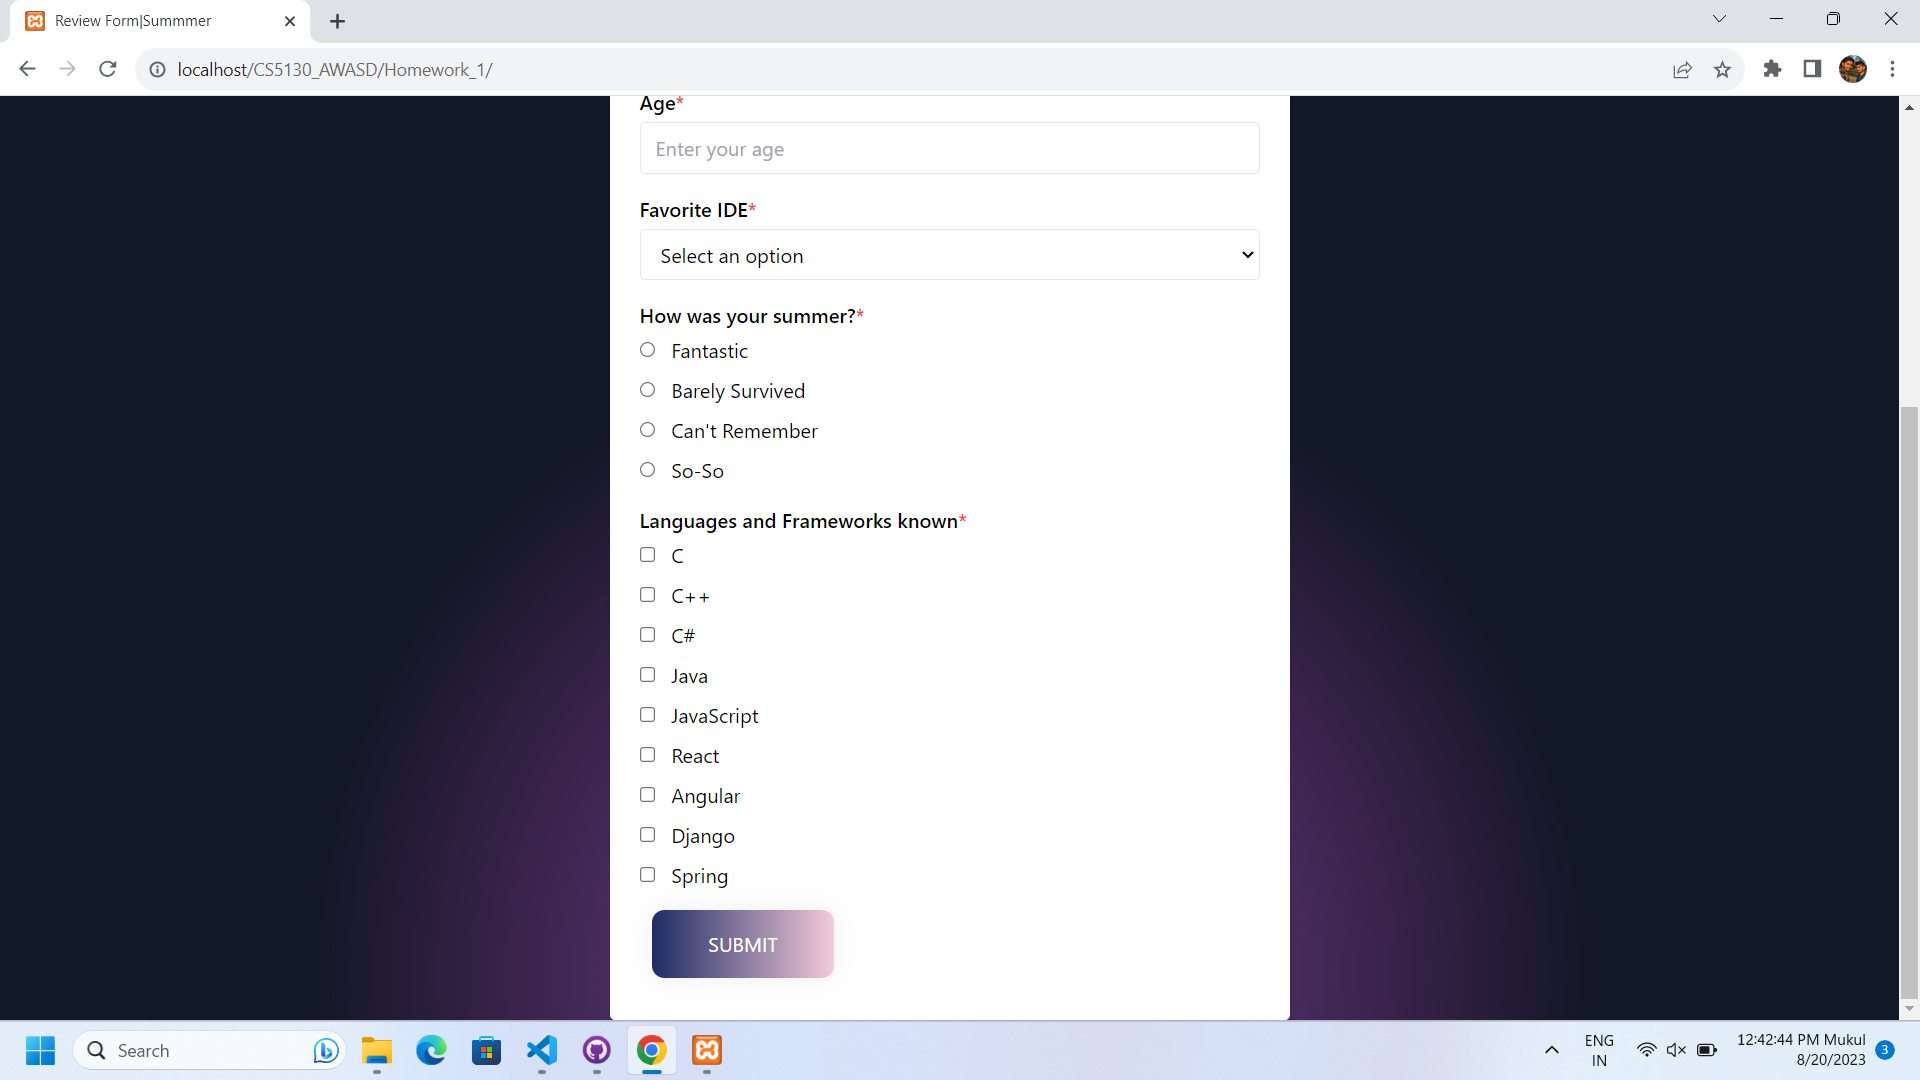 Review Form|Summmer
localhost/CS5130_AWASD/Homework_1/
Age*
Enter your age
Favorite IDE*
Select an option
How was your summer?*
Fantastic
Barely Survived
Can't Remember
So-So
Languages and Frameworks known*
C
C++
C#
Java
JavaScript
React
Angular
Django
Spring
SUBMIT
Search
ENG
IN
12:42:44 PM Mukul
8/20/2023
3